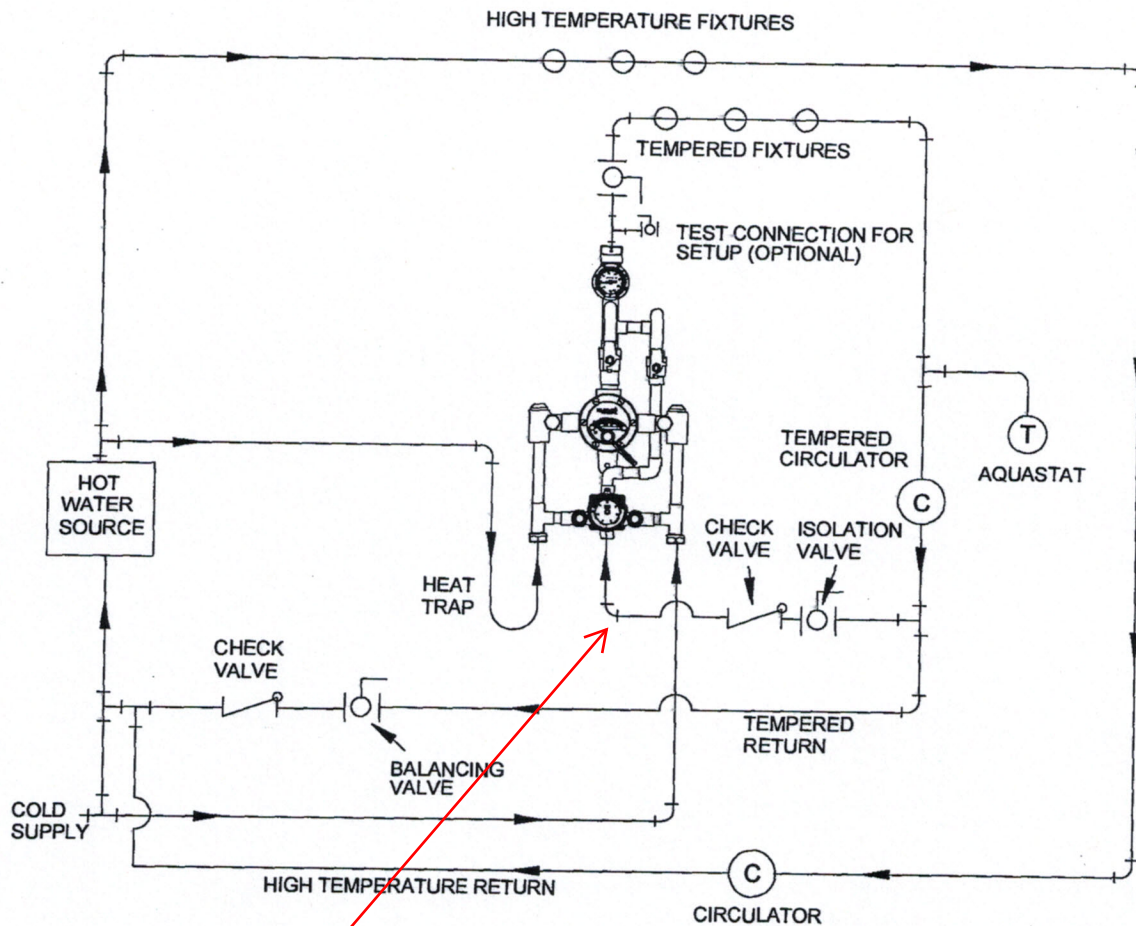 HIGH TEMPERATURE FIXTURES
TEMPERED FIXTURES
TEST CONNECTION FOR
SETUP (OPTIONAL)
TEMPERED
CIRCULATOR
T
AQUASTAT
HOT
WATER
SOURCE
C
CHECK
VALVE
ISOLATION
VALVE
HEAT
TRAP
CHECK
VALVE
TEMPERED
RETURN
BALANCING
VALVE
COLD
SUPPLY
HIGH TEMPERATURE RETURN
C
CIRCULATOR